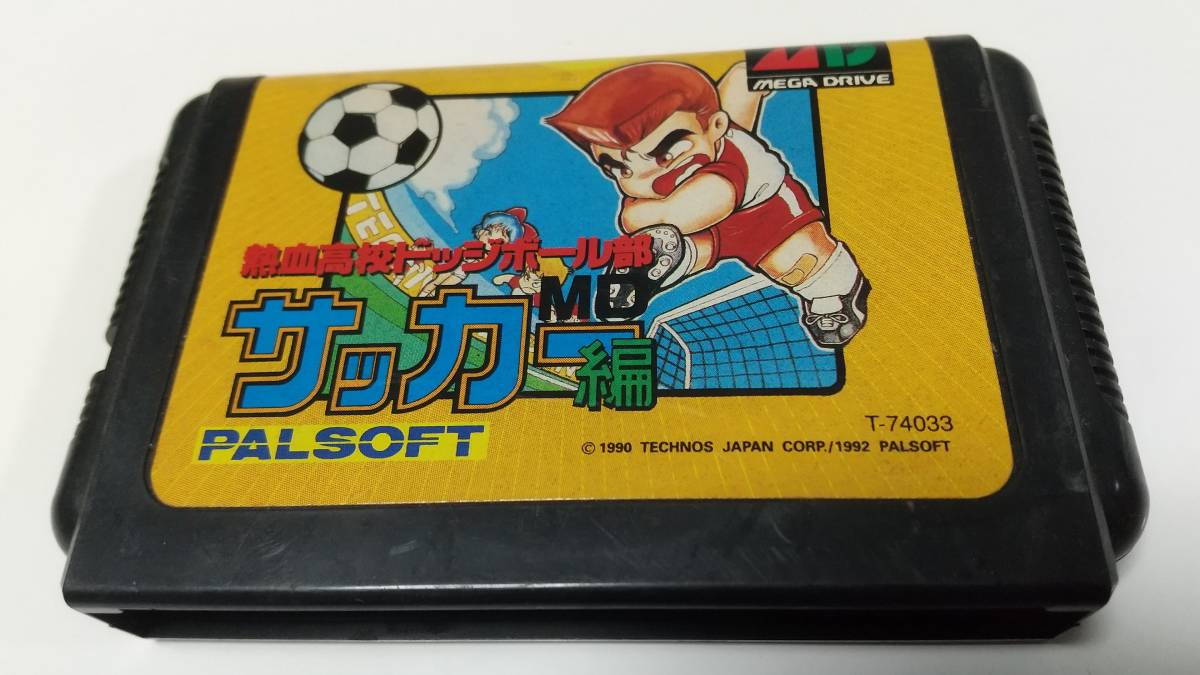 MD
MEGA DRIVE
熱血高校ドッジボール部
MD
サッカー編
PALSOFT
T-74033
© 1990 TECHNOS JAPAN CORP./1992 PALSOFT